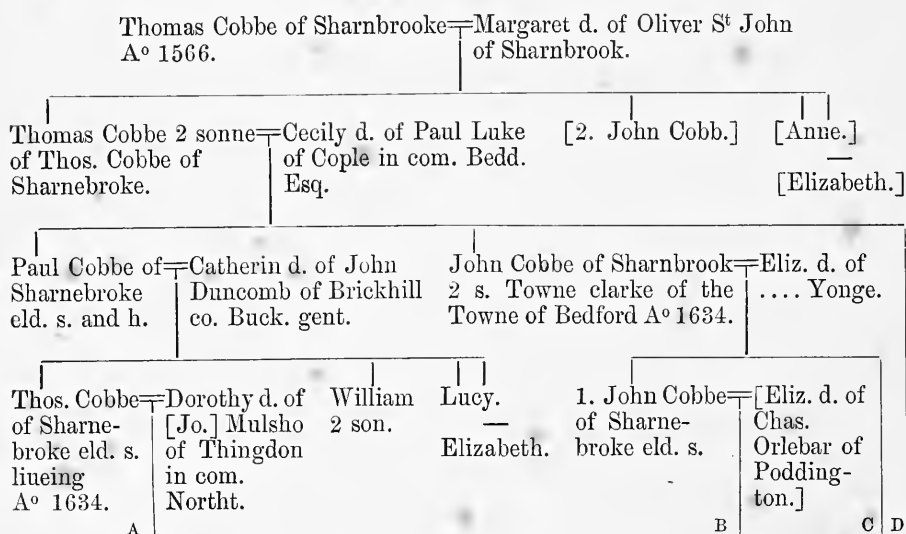 Thomas Cobbe of Sharnbrooke
A⁰ 1566.
Margaret d. of Oliver Sᵗ John
of Sharnbrook.
Thomas Cobbe 2 sonne
of Thos. Cobbe of
Sharnebroke.
Cecily d. of Paul Luke
of Cople in com. Bedd.
Esq.
[2. John Cobb.]
[Anne.]
—
[Elizabeth.]
Paul Cobbe of
Sharnebroke
eld. s. and h.
Catherin d. of John
Duncomb of Brickhill
co. Buck. gent.
John Cobbe of Sharnbrook
2 s. Towne clarke of the
Towne of Bedford A⁰ 1634.
Eliz. d. of
.... Yonge.
Thos. Cobbe
of Sharne-
broke eld. s.
liueing
A⁰ 1634.
Dorothy d. of
[Jo.] Mulsho
of Thingdon
in com.
Northt.
William
2 son.
Lucy.
—
Elizabeth.
1. John Cobbe
of Sharne-
broke eld. s.
[Eliz. d. of
Chas.
Orlebar of
Podding-
ton.]
A
B
C
D